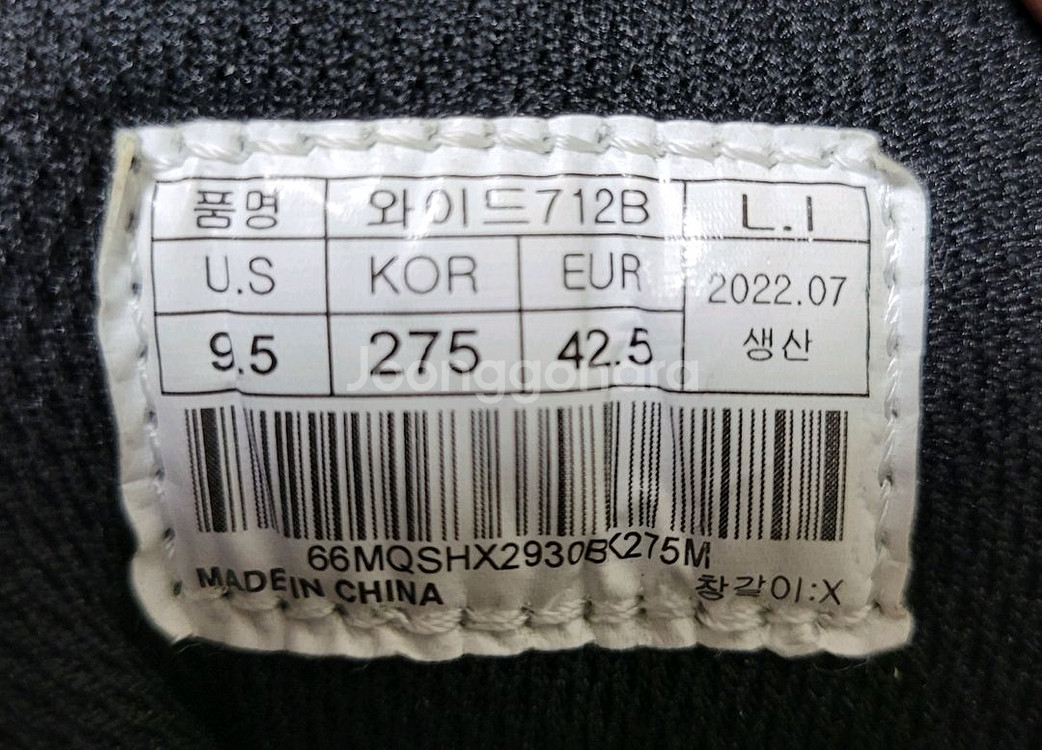 품명 와이드712B L.I
U.S KOR EUR 2022.07
9.5 275 42.5 생산
Joonggonara
66MQSHX2930BK275M
MADE IN CHINA 창갈이:X